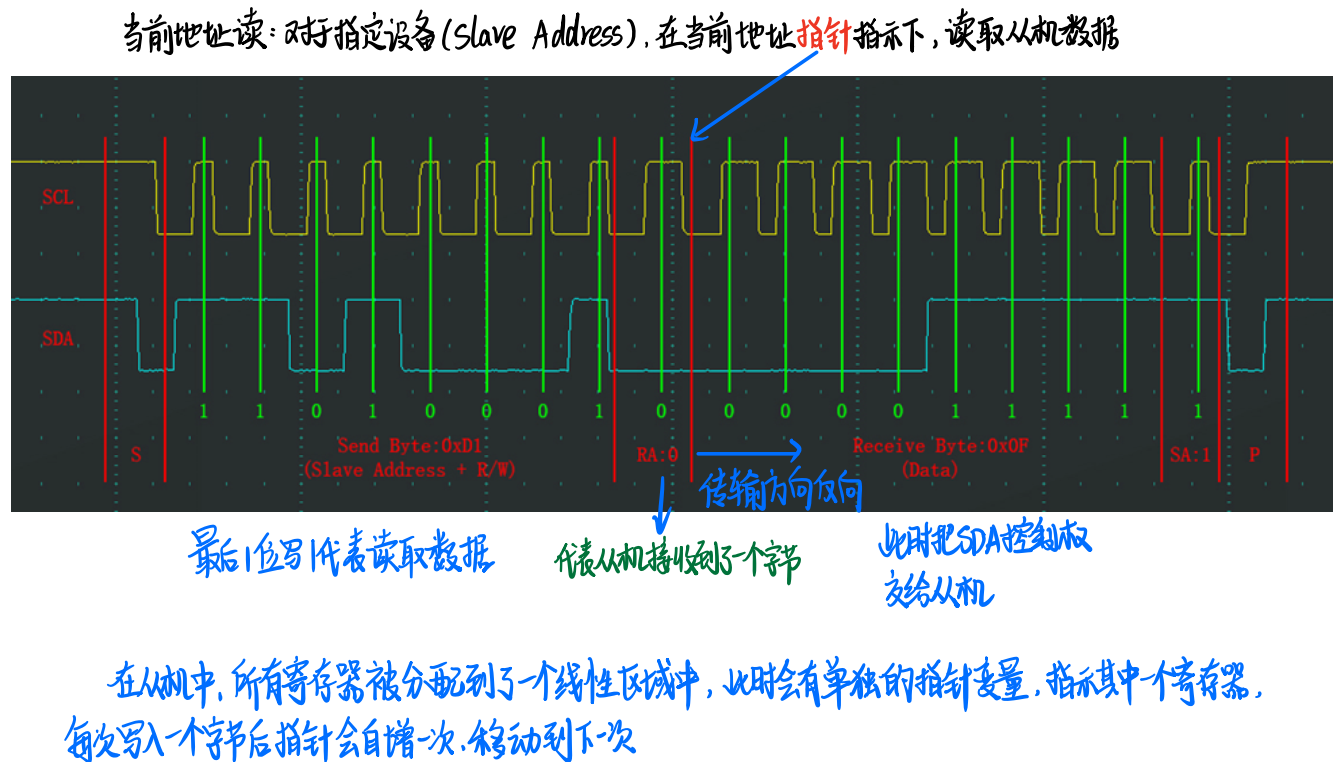 当前地址读：对于指定设备(Slave Address)，在当前地址指针指示下，读取从机数据
SCL
SDA
1 1 0 1 0 0 0 1 0 0 0 0 0 1 1 1 1 1
S Send Byte:0xD1 RA:0 Receive Byte:0x0F SA:1 P
(Slave Address + R/W) (Data)
传输方向反向
最后1位写1代表读取数据
代表从机接收到了一个字节
此时把SDA控制权
交给从机
在从机中，所有寄存器被分配到了一个线性区域中，此时会有单独的指针变量，指示其中一个寄存器，
每次写入一个字节后指针会自增一次，移动到下一次